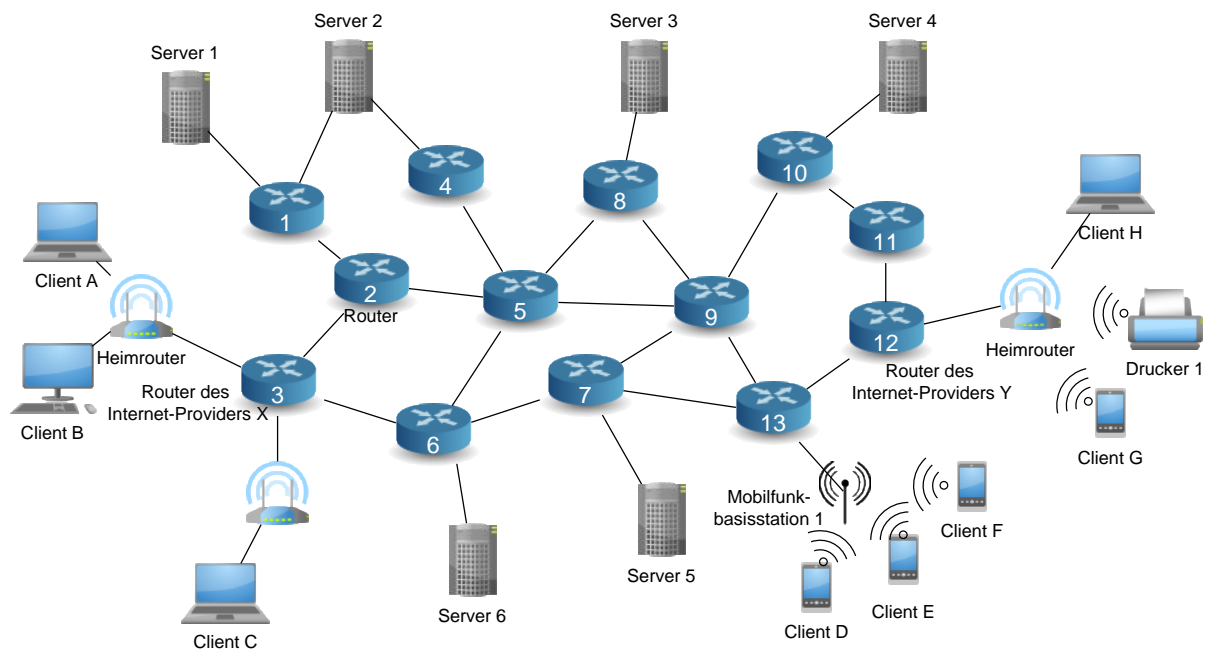 Server 2
Server 3
Server 4
Server 1
10
4
8
1
11
Client H
Client A
2
5
9
Router
12
Heimrouter
Heimrouter
Drucker 1
3
7
Router des
Internet-Providers X
Router des
Internet-Providers Y
Client B
6
13
Client G
Mobilfunk-
basisstation 1
Client F
Server 5
Client E
Server 6
Client D
Client C